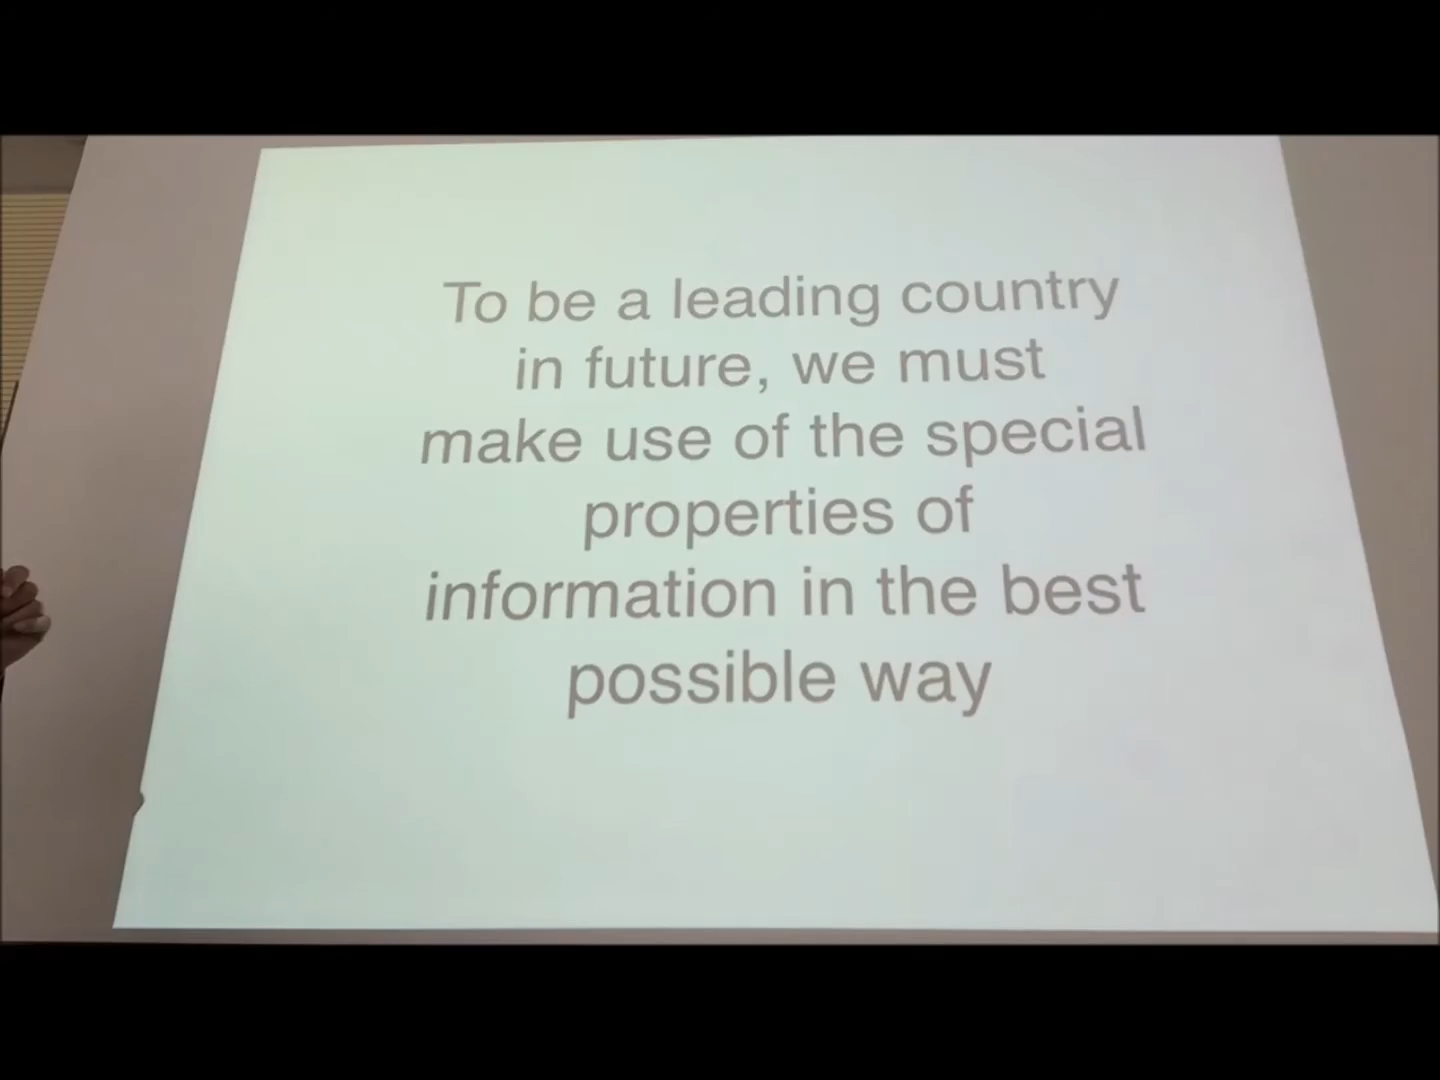 To be a leading country
in future, we must
make use of the special
properties of
information in the best
possible way